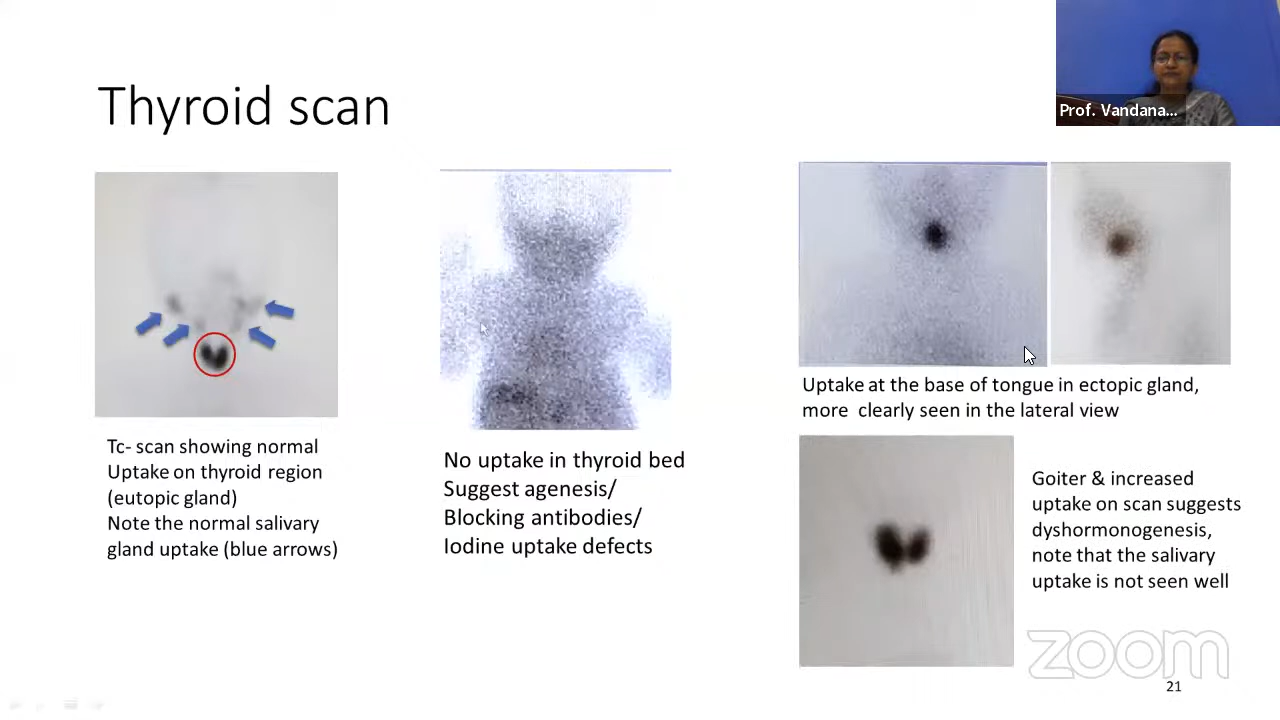 Prof. Vandana...
Thyroid scan
Tc- scan showing normal
Uptake on thyroid region
(eutopic gland)
Note the normal salivary
gland uptake (blue arrows)
No uptake in thyroid bed
Suggest agenesis/
Blocking antibodies/
Iodine uptake defects
Uptake at the base of tongue in ectopic gland,
more clearly seen in the lateral view
Goiter & increased
uptake on scan suggests
dyshormonogenesis,
note that the salivary
uptake is not seen well
zoom
21